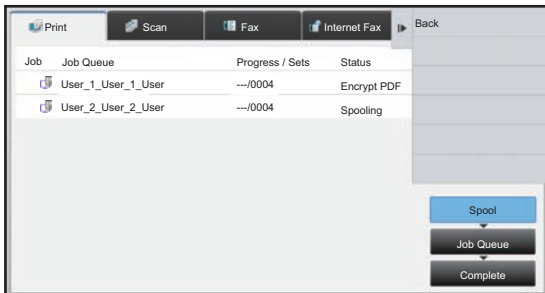 Print Scan Fax Internet Fax Back
Job Job Queue Progress / Sets Status
User_1_User_1_User ---/0004 Encrypt PDF
User_2_User_2_User ---/0004 Spooling
Spool
Job Queue
Complete